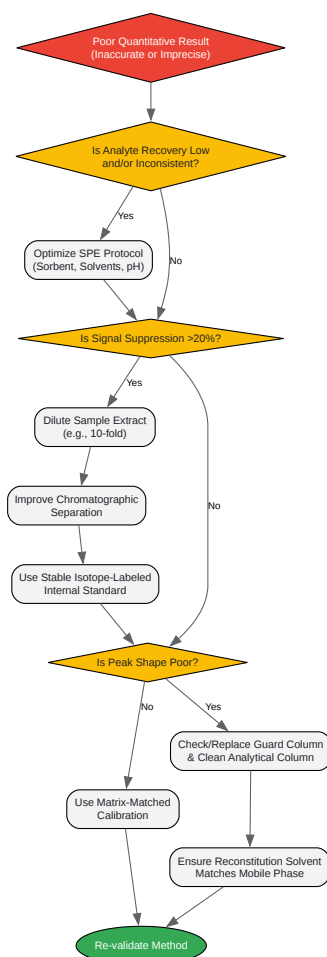 Poor Quantitative Result
(Inaccurate or Imprecise)
Is Analyte Recovery Low
and/or Inconsistent?
Yes
Optimize SPE Protocol
(Sorbent, Solvents, pH)
No
Is Signal Suppression >20%?
Yes
Dilute Sample Extract
(e.g., 10-fold)
Improve Chromatographic
Separation
No
Use Stable Isotope-Labeled
Internal Standard
Is Peak Shape Poor?
No
Yes
Check/Replace Guard Column
& Clean Analytical Column
Use Matrix-Matched
Calibration
Ensure Reconstitution Solvent
Matches Mobile Phase
Re-validate Method